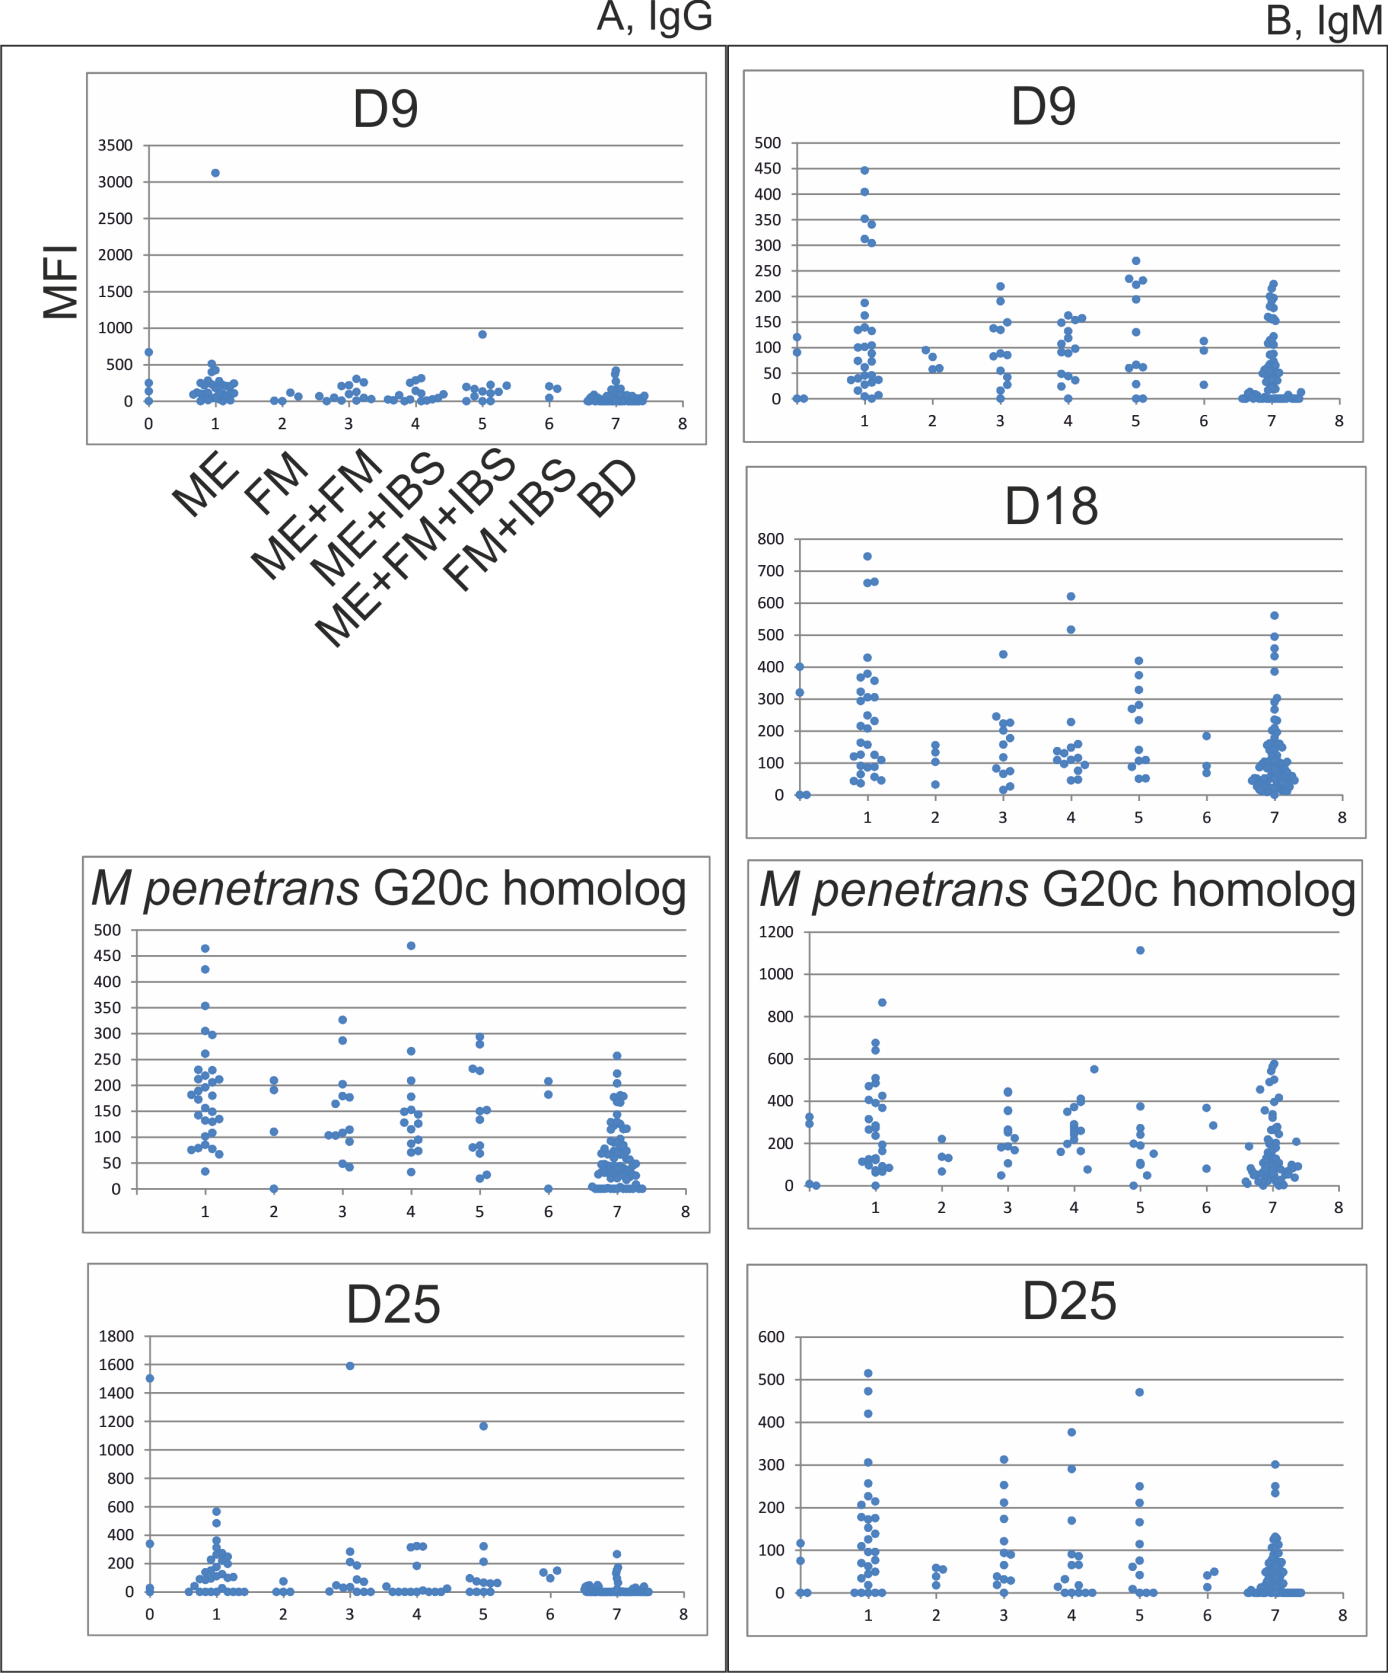 A, IgG
B, IgM
D9
MFI
3500
3000
2500
2000
1500
1000
500
0
0 1 2 3 4 5 6 7 8
ME
FM
ME+FM
ME+IBS
ME+FM+IBS
FM+IBS
BD
M penetrans G20c homolog
500
450
400
350
300
250
200
150
100
50
0
1 2 3 4 5 6 7 8
D25
1800
1600
1400
1200
1000
800
600
400
200
0
0 1 2 3 4 5 6 7 8
D9
500
450
400
350
300
250
200
150
100
50
0
1 2 3 4 5 6 7 8
D18
800
700
600
500
400
300
200
100
0
1 2 3 4 5 6 7 8
M penetrans G20c homolog
1200
1000
800
600
400
200
0
1 2 3 4 5 6 7 8
D25
600
500
400
300
200
100
0
1 2 3 4 5 6 7 8